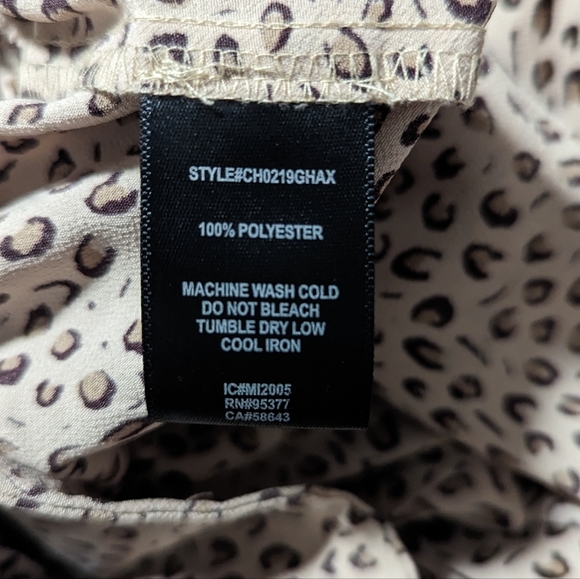 STYLE#CH0219GHAX
100% POLYESTER
MACHINE WASH COLD
DO NOT BLEACH
TUMBLE DRY LOW
COOL IRON
IC#MI2005
RN#95377
CA#58643